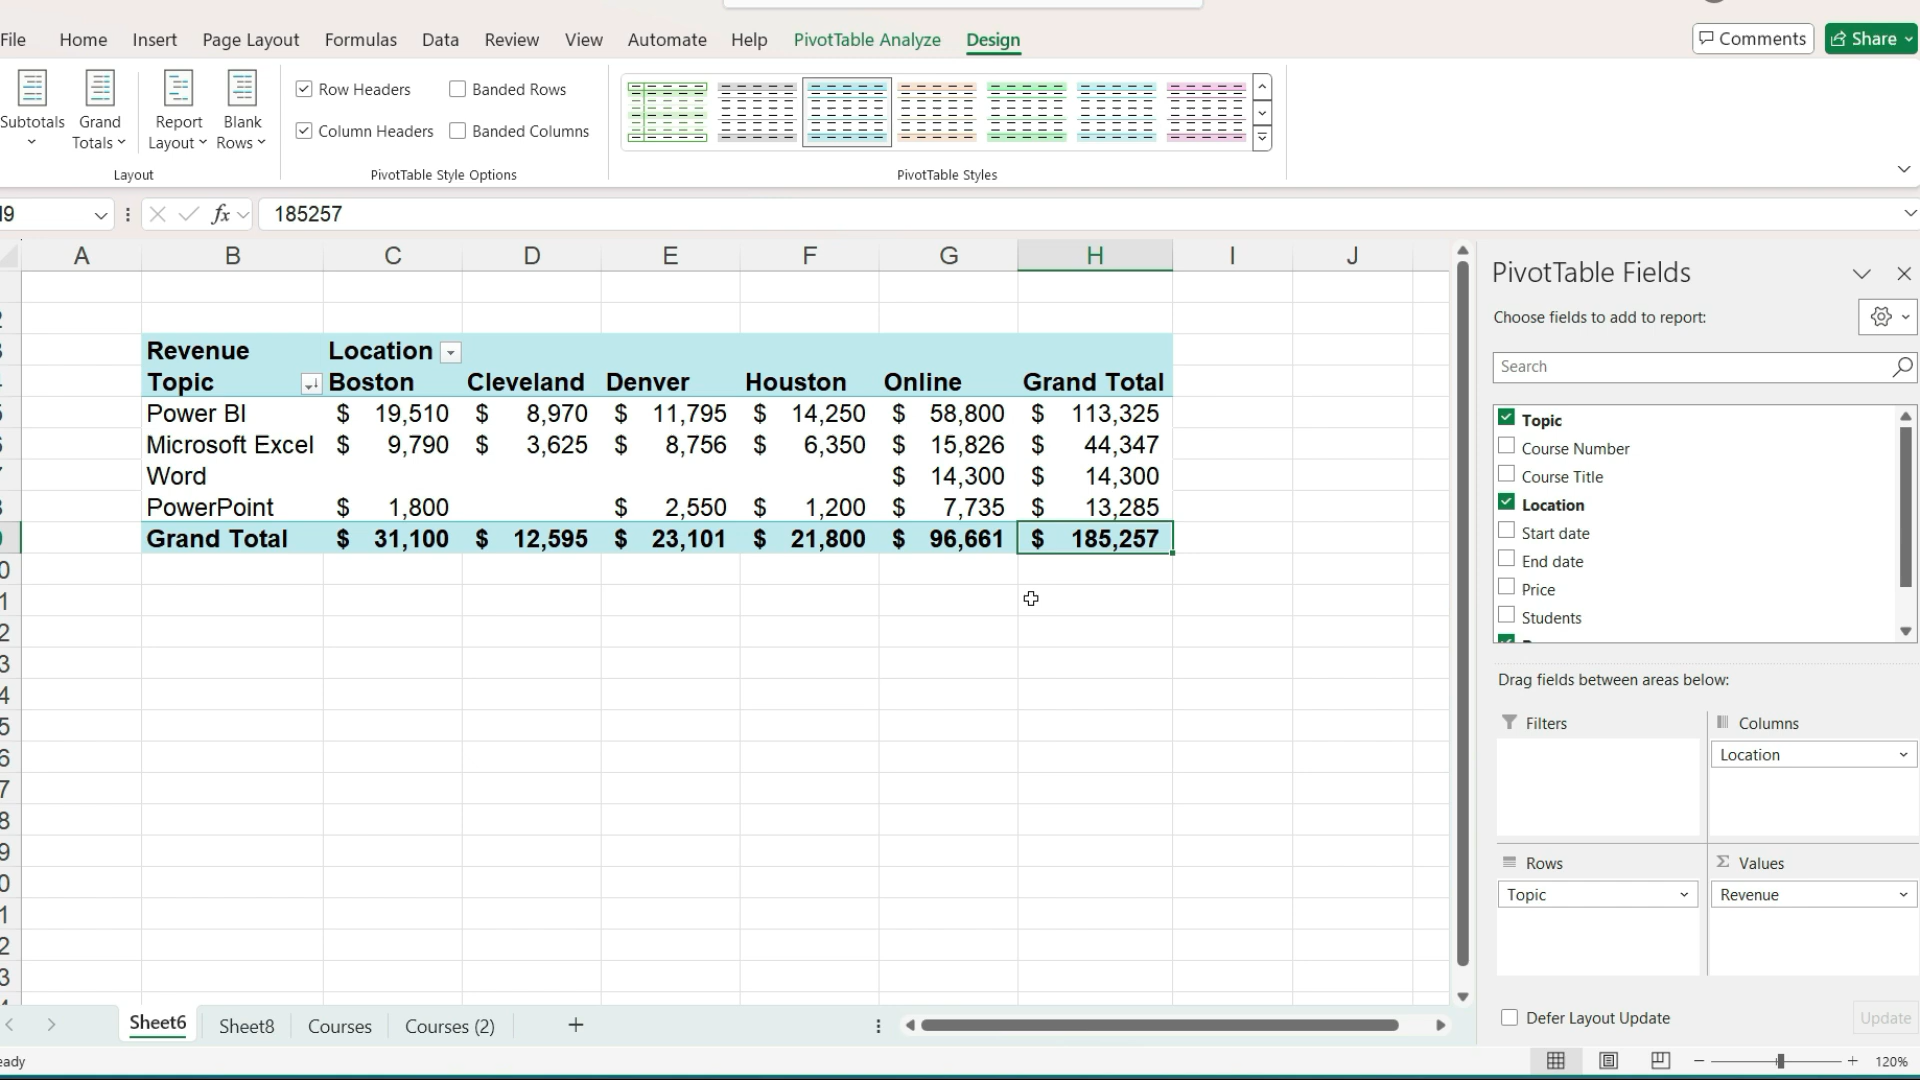 File Home Insert Page Layout Formulas Data Review View Automate Help PivotTable Analyze Design Comments Share
Subtotals Grand Totals Report Layout Blank Rows
Row Headers Banded Rows
Column Headers Banded Columns
Layout PivotTable Style Options PivotTable Styles
fx 185257
A B C D E F G H I J
Revenue Location
Topic Boston Cleveland Denver Houston Online Grand Total
Power BI $ 19,510 $ 8,970 $ 11,795 $ 14,250 $ 58,800 $ 113,325
Microsoft Excel $ 9,790 $ 3,625 $ 8,756 $ 6,350 $ 15,826 $ 44,347
Word $ 14,300 $ 14,300
PowerPoint $ 1,800 $ 2,550 $ 1,200 $ 7,735 $ 13,285
Grand Total $ 31,100 $ 12,595 $ 23,101 $ 21,800 $ 96,661 $ 185,257
PivotTable Fields
Choose fields to add to report:
Search
Topic
Course Number
Course Title
Location
Start date
End date
Price
Students
Drag fields between areas below:
Filters Columns
Location
Rows Values
Topic Revenue
Defer Layout Update Update
Sheet6 Sheet8 Courses Courses (2)
eady 120%